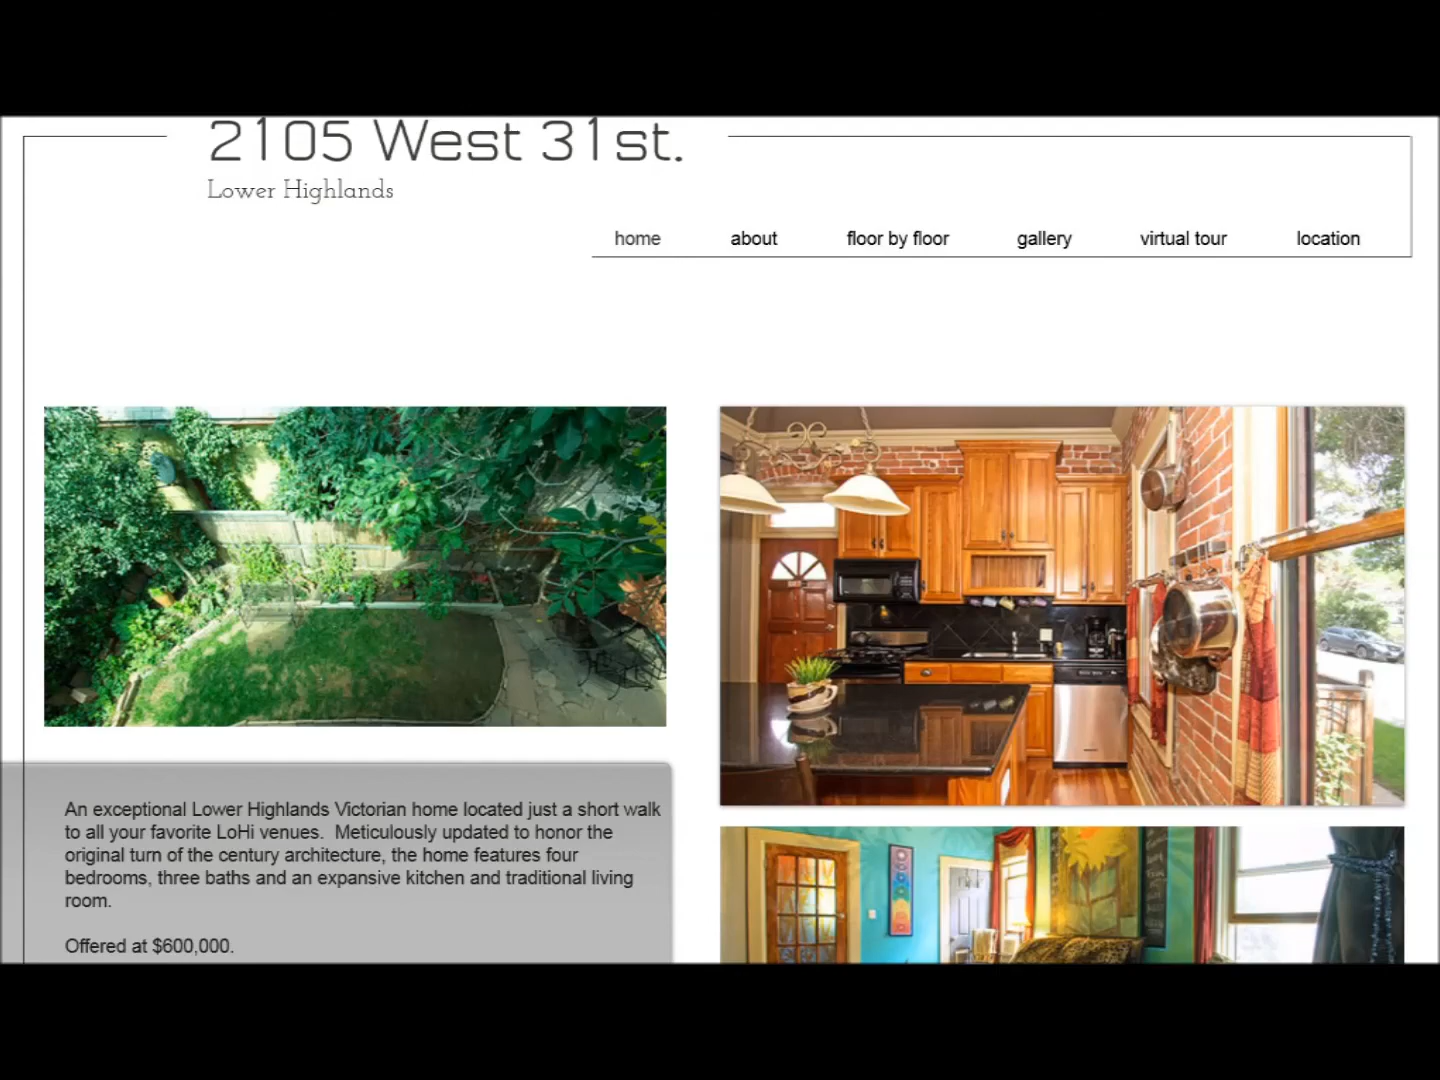 2105 West 31st.
Lower Highlands
home about floor by floor gallery virtual tour location
An exceptional Lower Highlands Victorian home located just a short walk
to all your favorite LoHi venues.  Meticulously updated to honor the
original turn of the century architecture, the home features four
bedrooms, three baths and an expansive kitchen and traditional living
room.
Offered at $600,000.